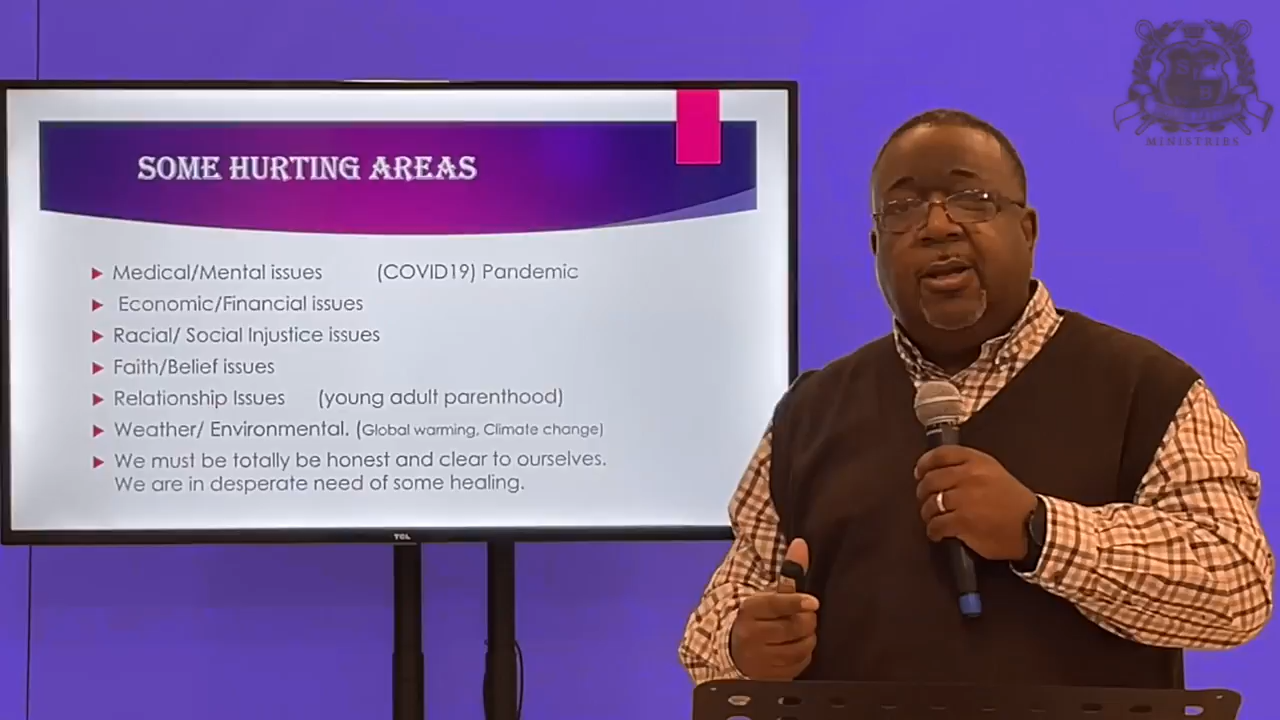 SOME HURTING AREAS
Medical/Mental issues (COVID19) Pandemic
Economic/Financial issues
Racial/ Social Injustice issues
Faith/Belief issues
Relationship Issues (young adult parenthood)
Weather/ Environmental. (Global warming, Climate change)
We must be totally be honest and clear to ourselves.
We are in desperate need of some healing.
TCL
MINISTRIES